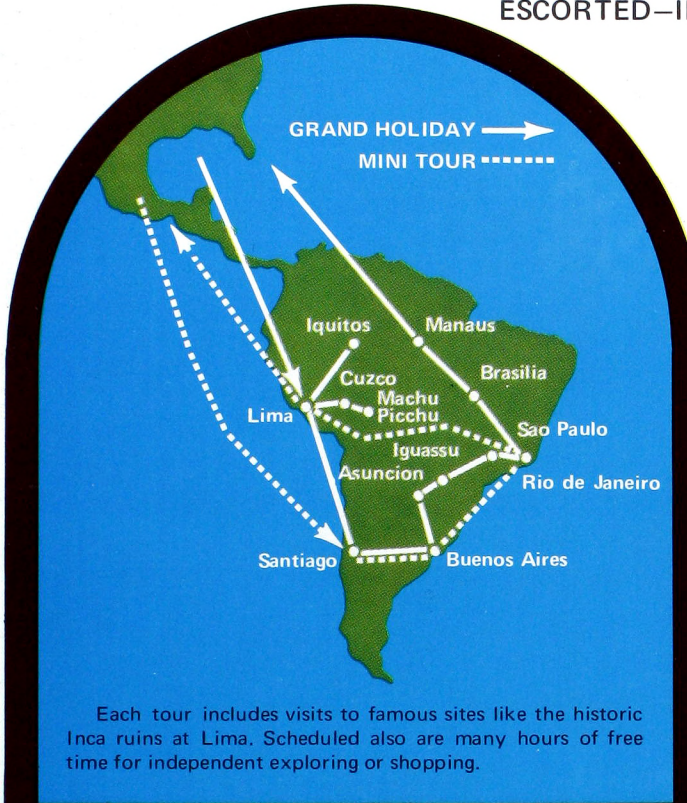 ESCORTED—I
GRAND HOLIDAY
MINI TOUR
Iquitos
Manaus
Cuzco
Brasilia
Machu
Picchu
Lima
Sao Paulo
Iguassu
Asuncion
Rio de Janeiro
Santiago
Buenos Aires
Each tour includes visits to famous sites like the historic
Inca ruins at Lima. Scheduled also are many hours of free
time for independent exploring or shopping.